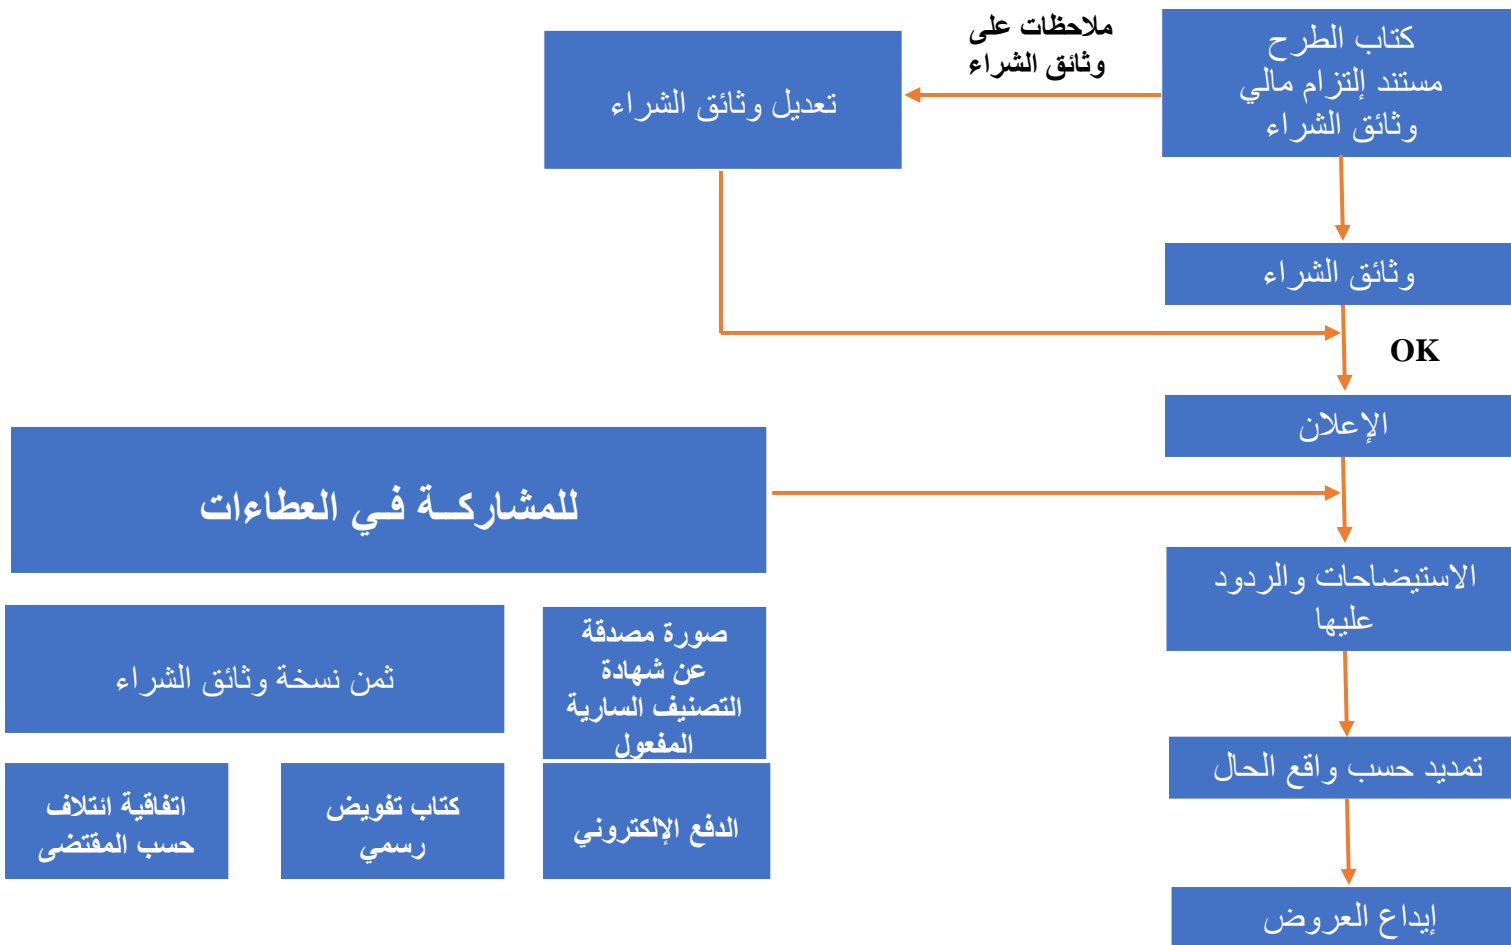 كتاب الطرح
مستند إلتزام مالي
وثائق الشراء
ملاحظات على
وثائق الشراء
تعديل وثائق الشراء
وثائق الشراء
OK
الإعلان
للمشاركـــة فـي العطاءات
الاستيضاحات والردود
عليها
صورة مصدقة
عن شهادة
التصنيف السارية
المفعول
ثمن نسخة وثائق الشراء
تمديد حسب واقع الحال
الدفع الإلكتروني
كتاب تفويض
رسمي
اتفاقية ائتلاف
حسب المقتضى
إيداع العروض